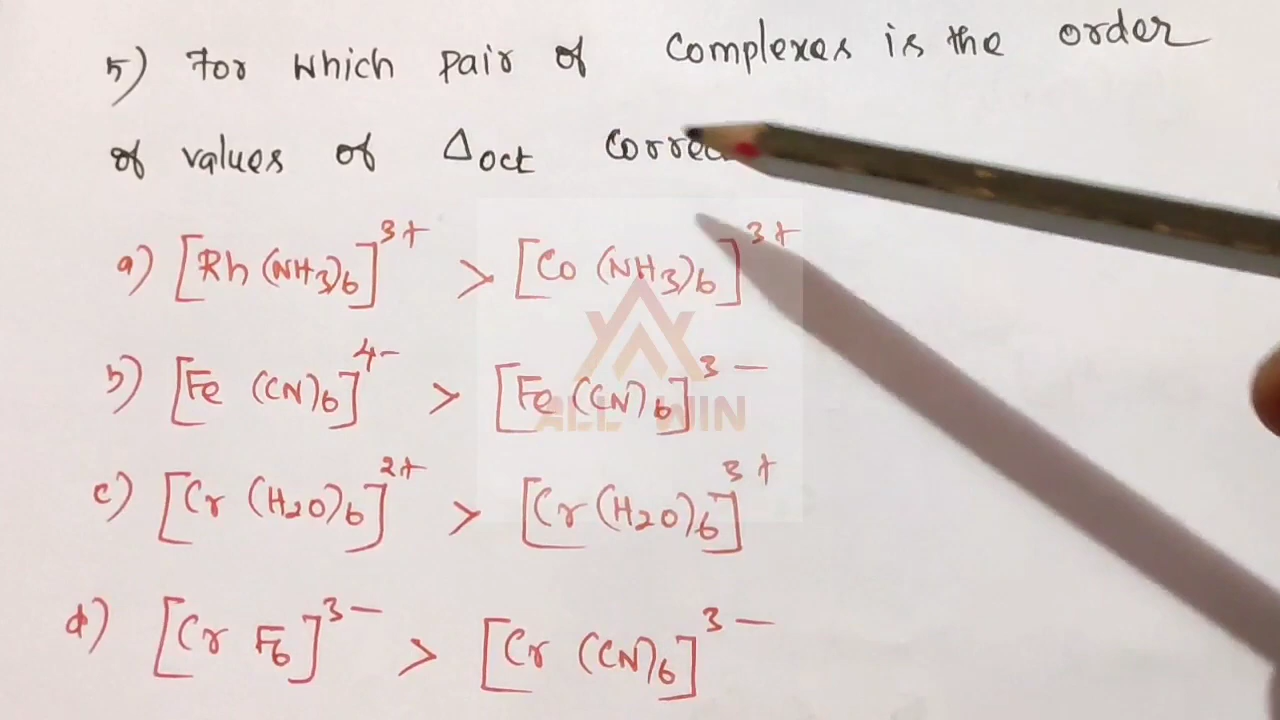 5) For which pair of complexes is the order
of values of Δoct
a) [Rh(NH3)6]3+ > [Co(NH3)6]3+
b) [Fe(CN)6]4- > [Fe(CN)6]3-
c) [Cr(H2O)6]2+ > [Cr(H2O)6]3+
d) [CrF6]3- > [Cr(CN)6]3-
ALL WIN